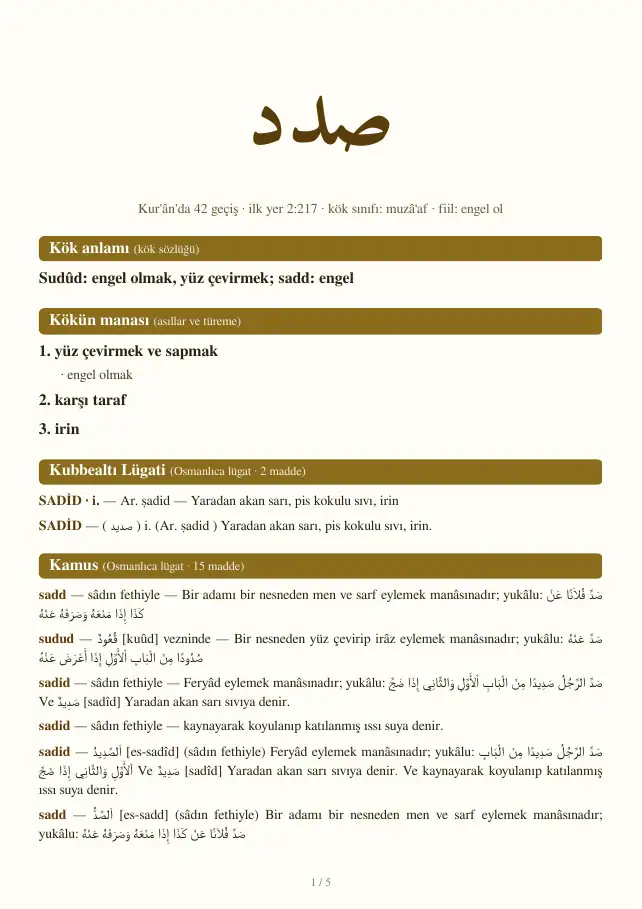 صدد
Kur'ân'da 42 geçiş · ilk yer 2:217 · kök sınıfı: muzâ'af · fiil: engel ol
Kök anlamı (kök sözlüğü)
Sudûd: engel olmak, yüz çevirmek; sadd: engel
Kökün manası (asıllar ve türeme)
1. yüz çevirmek ve sapmak
· engel olmak
2. karşı taraf
3. irin
Kubbealtı Lügati (Osmanlıca lügat · 2 madde)
SADİD · i. — Ar. ṣadid — Yaradan akan sarı, pis kokulu sıvı, irin
SADİD — ( صديد ) i. (Ar. ṣadid ) Yaradan akan sarı, pis kokulu sıvı, irin.
Kamus (Osmanlıca lügat · 15 madde)
sadd — sâdın fethiyle — Bir adamı bir nesneden men ve sarf eylemek manâsınadır; yukâlu: صَدَّ فُلَانًا عَنْ
كَذَا إِذَا مَنَعَهُ وَصَرَفَهُ عَنْهُ
sudud — قُعُودٌ [kuûd] vezninde — Bir nesneden yüz çevirip irâz eylemek manâsınadır; yukâlu: صَدَّ عَنْهُ
صُدُودًا مِنَ الْبَابِ اْلأَوَّلِ إِذَا أَعْرَضَ عَنْهُ
sadid — sâdın fethiyle — Feryâd eylemek manâsınadır; yukâlu: صَدَّ الرَّجُلُ صَدِيدًا مِنَ الْبَابِ اْلأَوَّلِ وَالثَّانِي إِذَا ضَجَّ
Ve صَدِيدٌ [sadîd] Yaradan akan sarı sıvıya denir.
sadid — sâdın fethiyle — kaynayarak koyulanıp katılanmış ıssı suya denir.
sadid — اَلصَّدِيدُ [es-sadîd] (sâdın fethiyle) Feryâd eylemek manâsınadır; yukâlu: صَدَّ الرَّجُلُ صَدِيدًا مِنَ الْبَابِ
اْلأَوَّلِ وَالثَّانِي إِذَا ضَجَّ Ve صَدِيدٌ [sadîd] Yaradan akan sarı sıvıya denir. Ve kaynayarak koyulanıp katılanmış
ıssı suya denir.
sadd — اَلصَّدُّ [es-sadd] (sâdın fethiyle) Bir adamı bir nesneden men ve sarf eylemek manâsınadır;
yukâlu: صَدَّ فُلَانًا عَنْ كَذَا إِذَا مَنَعَهُ وَصَرَفَهُ عَنْهُ
1 / 5